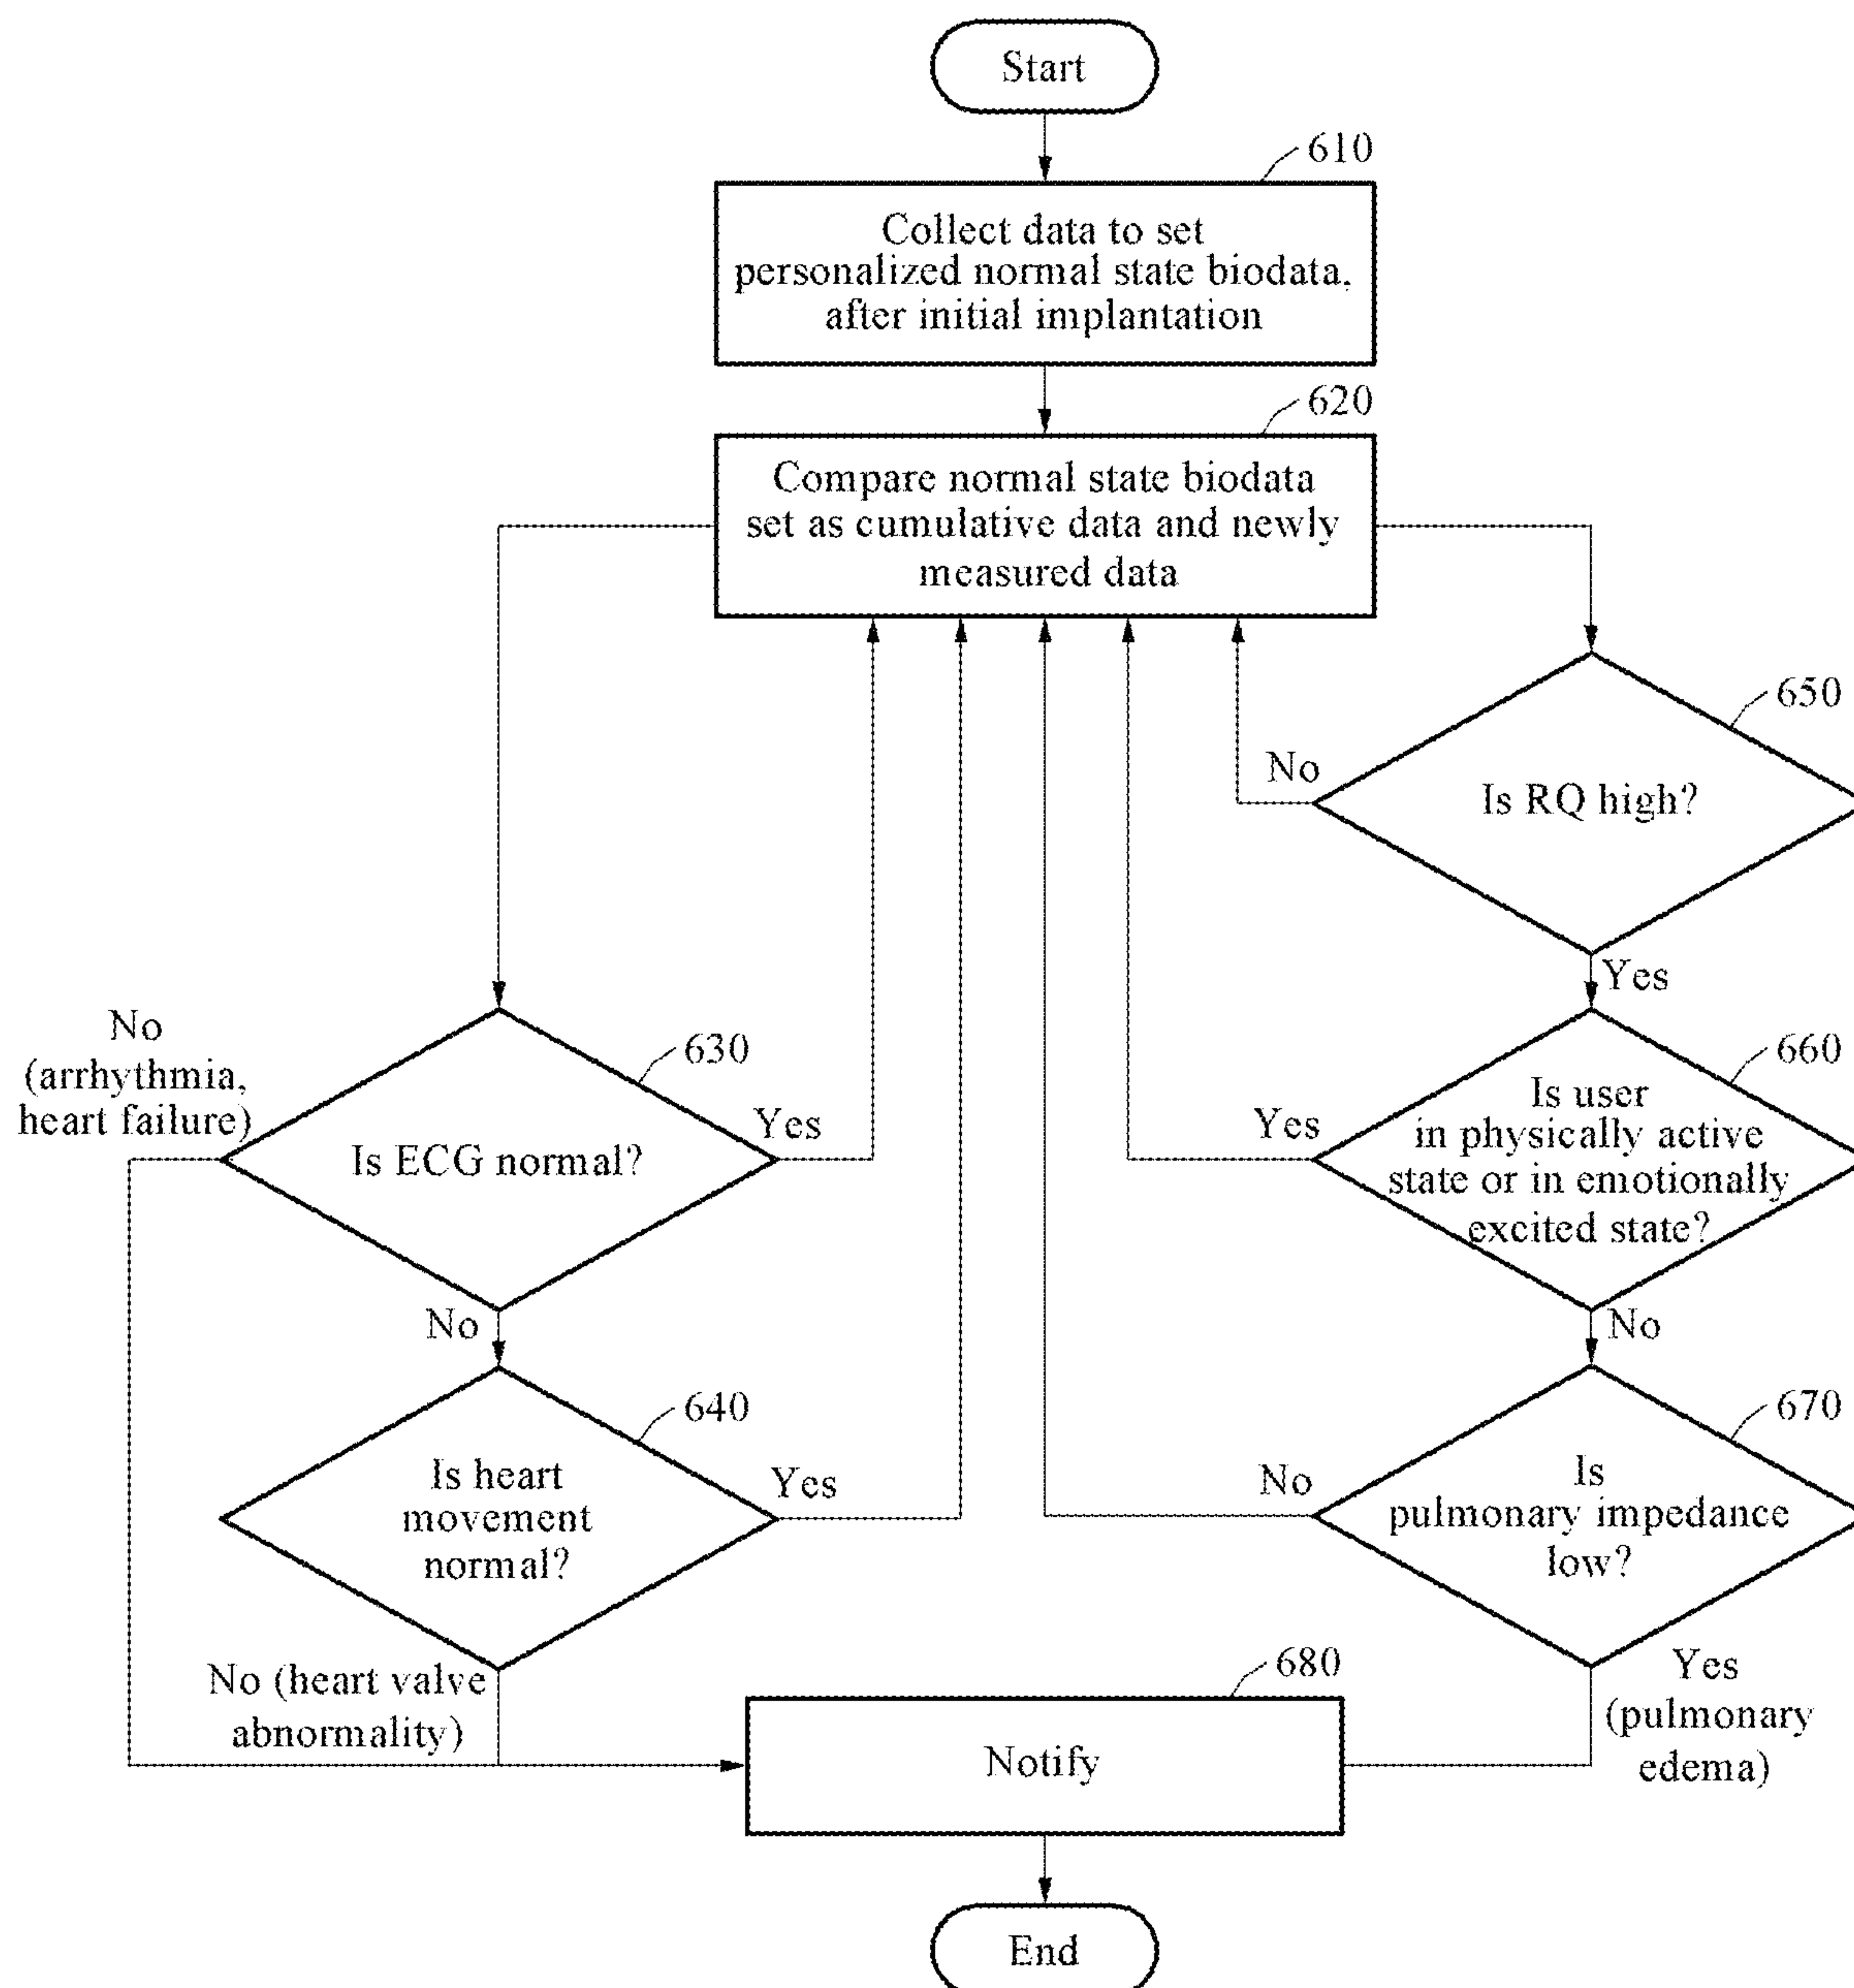 Start
610
Collect data to set
personalized normal state biodata,
after initial implantation
620
Compare normal state biodata
set as cumulative data and newly
measured data
650
No
Is RQ high?
Yes
No
(arrhythmia,
heart failure)
630
Is ECG normal?
Yes
660
Yes
Is user
in physically active
state or in emotionally
excited state?
No
No
640
Is heart
movement
normal?
Yes
670
No
Is
pulmonary impedance
low?
No (heart valve
abnormality)
680
Notify
Yes
(pulmonary
edema)
End